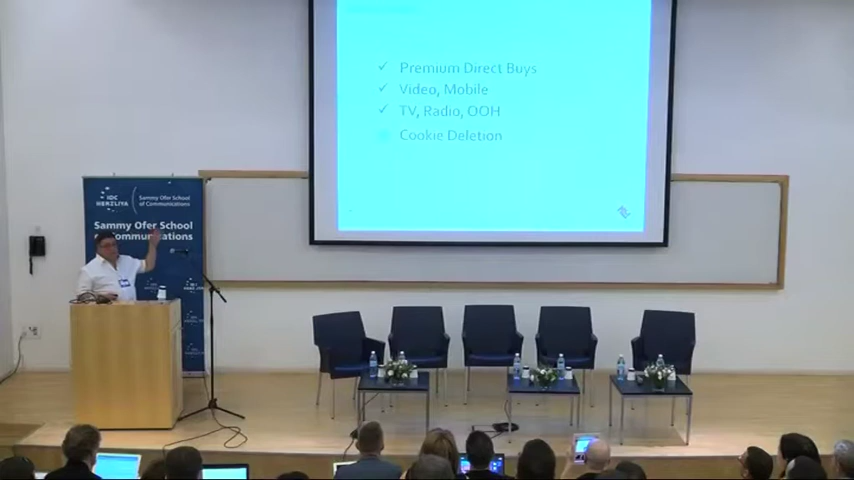 ✓ Premium Direct Buys
✓ Video, Mobile
✓ TV, Radio, OOH
Cookie Deletion
IDC
HERZLIYA
Sammy Ofer School
of Communications
Sammy Ofer School
of Communications